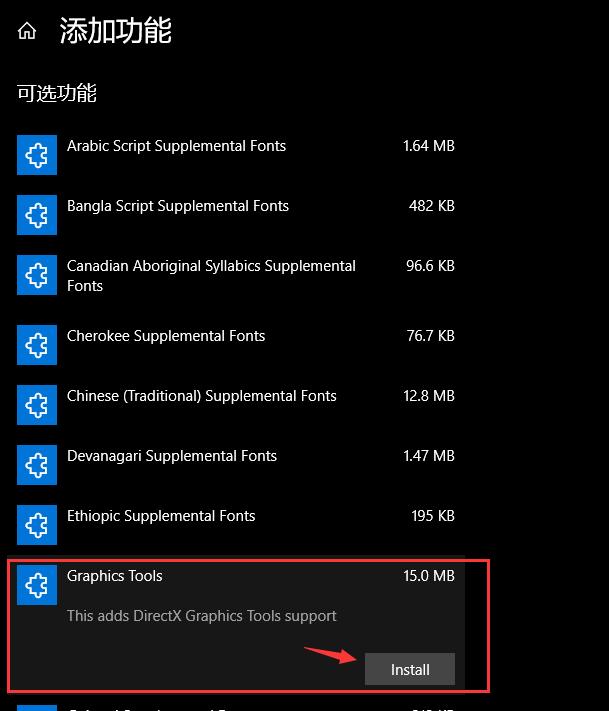 添加功能
可选功能
Arabic Script Supplemental Fonts 1.64 MB
Bangla Script Supplemental Fonts 482 KB
Canadian Aboriginal Syllabics Supplemental 96.6 KB
Fonts
Cherokee Supplemental Fonts 76.7 KB
Chinese (Traditional) Supplemental Fonts 12.8 MB
Devanagari Supplemental Fonts 1.47 MB
Ethiopic Supplemental Fonts 195 KB
Graphics Tools 15.0 MB
This adds DirectX Graphics Tools support
Install